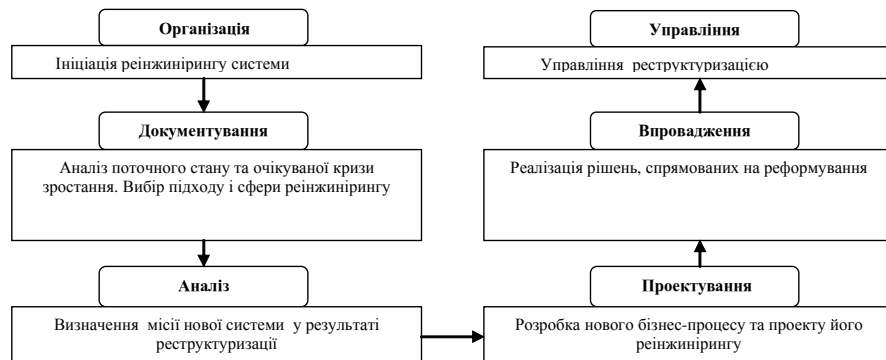 Організація
Ініціація реінжинірингу системи
Документування
Аналіз поточного стану та очікуваної кризи
зростання. Вибір підходу і сфери реінжинірингу
Аналіз
Визначення місії нової системи у результаті
реструктуризації
Проектування
Розробка нового бізнес-процесу та проекту його
реінжинірингу
Впровадження
Реалізація рішень, спрямованих на реформування
Управління
Управління реструктуризацією